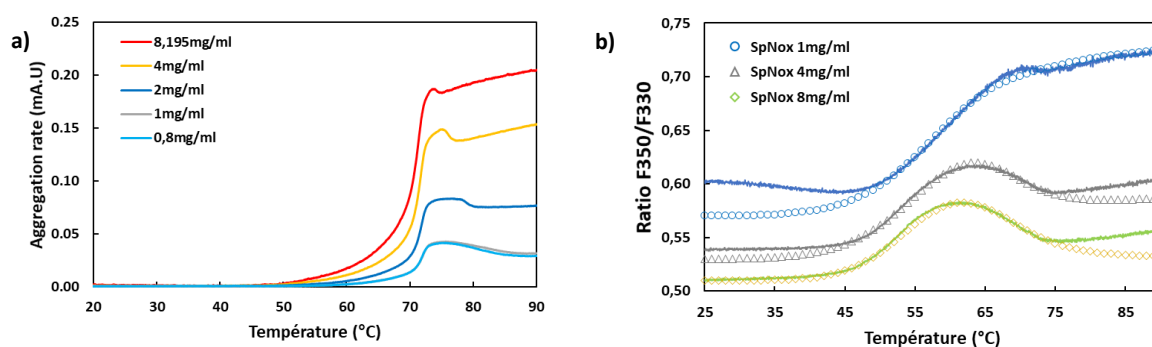 a)
Aggregation rate (mA.U)
0.25
0.20
0.15
0.10
0.05
0.00
8,195mg/ml
4mg/ml
2mg/ml
1mg/ml
0,8mg/ml
20 30 40 50 60 70 80 90
Température (°C)
b)
Ratio F350/F330
0,75
0,70
0,65
0,60
0,55
0,50
SpNox 1mg/ml
SpNox 4mg/ml
SpNox 8mg/ml
25 35 45 55 65 75 85
Température (°C)